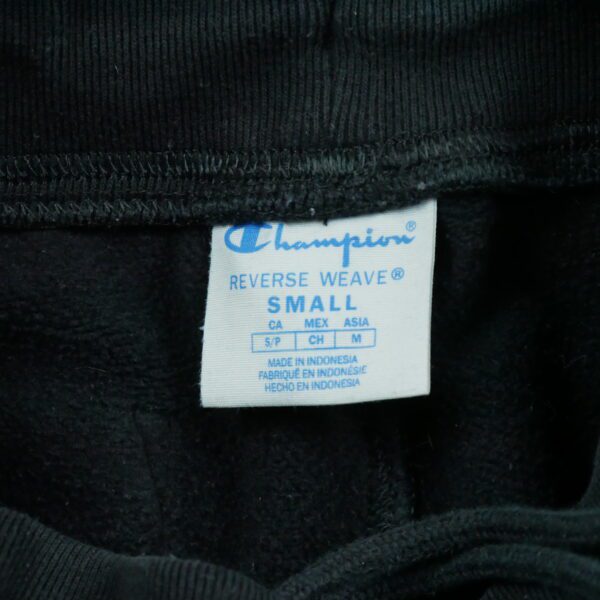 Champion®
REVERSE WEAVE®
SMALL
CA MEX ASIA
S/P CH M
MADE IN INDONESIA
FABRIQUÉ EN INDONÉSIE
HECHO EN INDONESIA